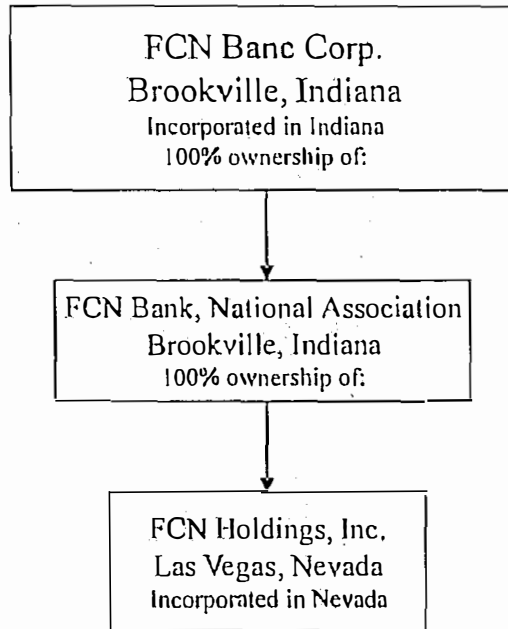 FCN Banc Corp.
Brookville, Indiana
Incorporated in Indiana
100% ownership of:
FCN Bank, National Association
Brookville, Indiana
100% ownership of:
FCN Holdings, Inc.
Las Vegas, Nevada
Incorporated in Nevada